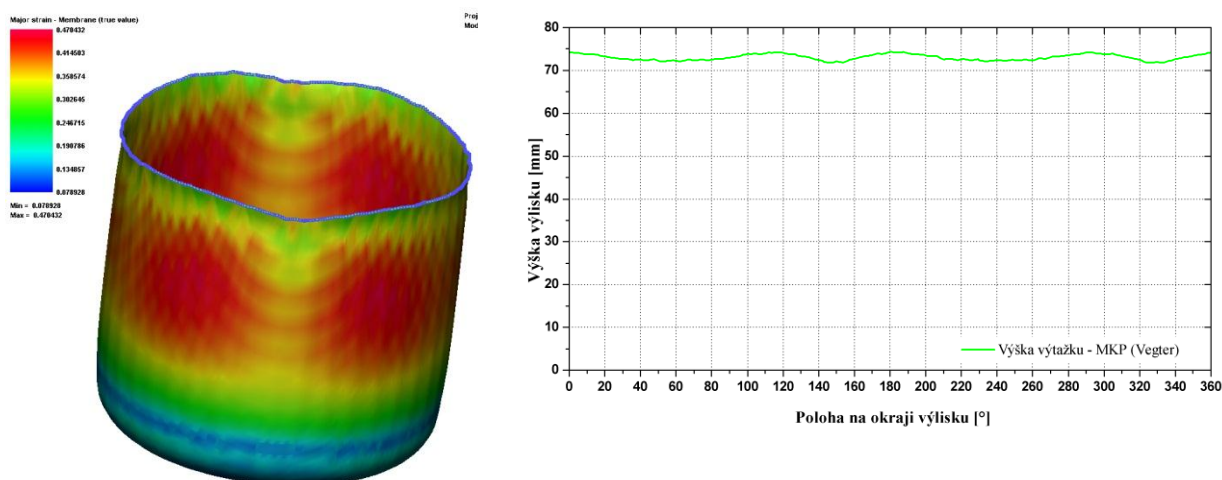 Major strain - Membrane (true value)
0.470432
0.414503
0.358574
0.302645
0.246715
0.190786
0.134857
0.078928
Min = 0.078928
Max = 0.470432
Proj
Mod
80
70
60
50
40
30
20
10
0
Výška výlisku [mm]
Výška výtažku - MKP (Vegter)
0 20 40 60 80 100 120 140 160 180 200 220 240 260 280 300 320 340 360
Poloha na okraji výlisku [°]